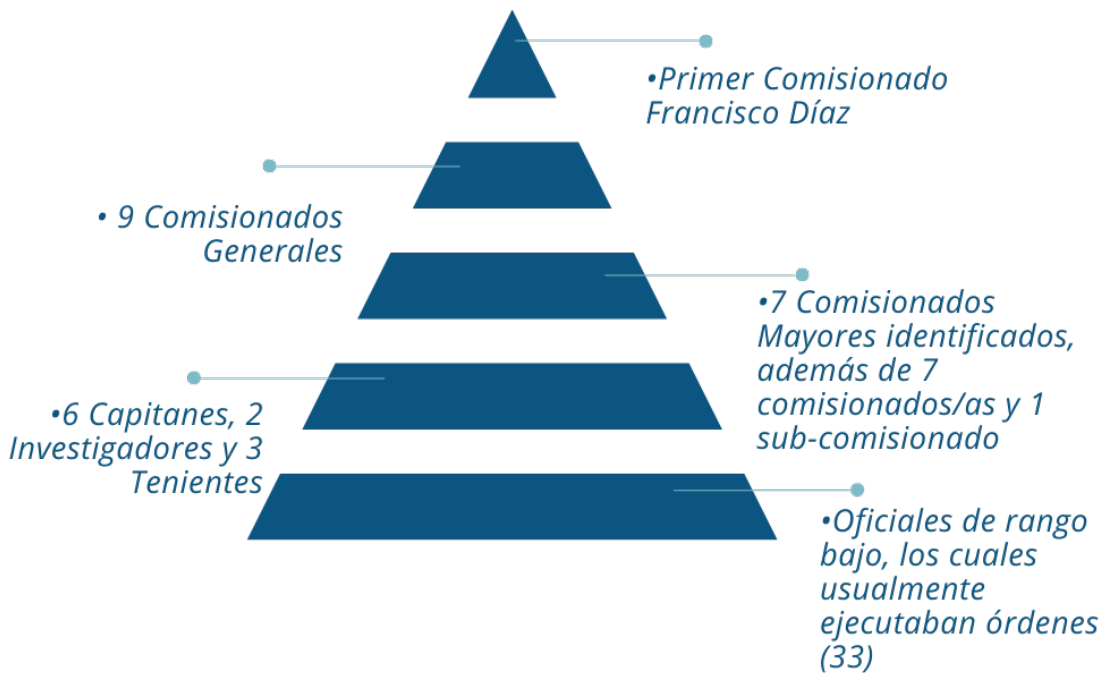 •Primer Comisionado
Francisco Díaz
• 9 Comisionados
Generales
•7 Comisionados
Mayores identificados,
además de 7
comisionados/as y 1
sub-comisionado
•6 Capitanes, 2
Investigadores y 3
Tenientes
•Oficiales de rango
bajo, los cuales
usualmente
ejecutaban órdenes
(33)